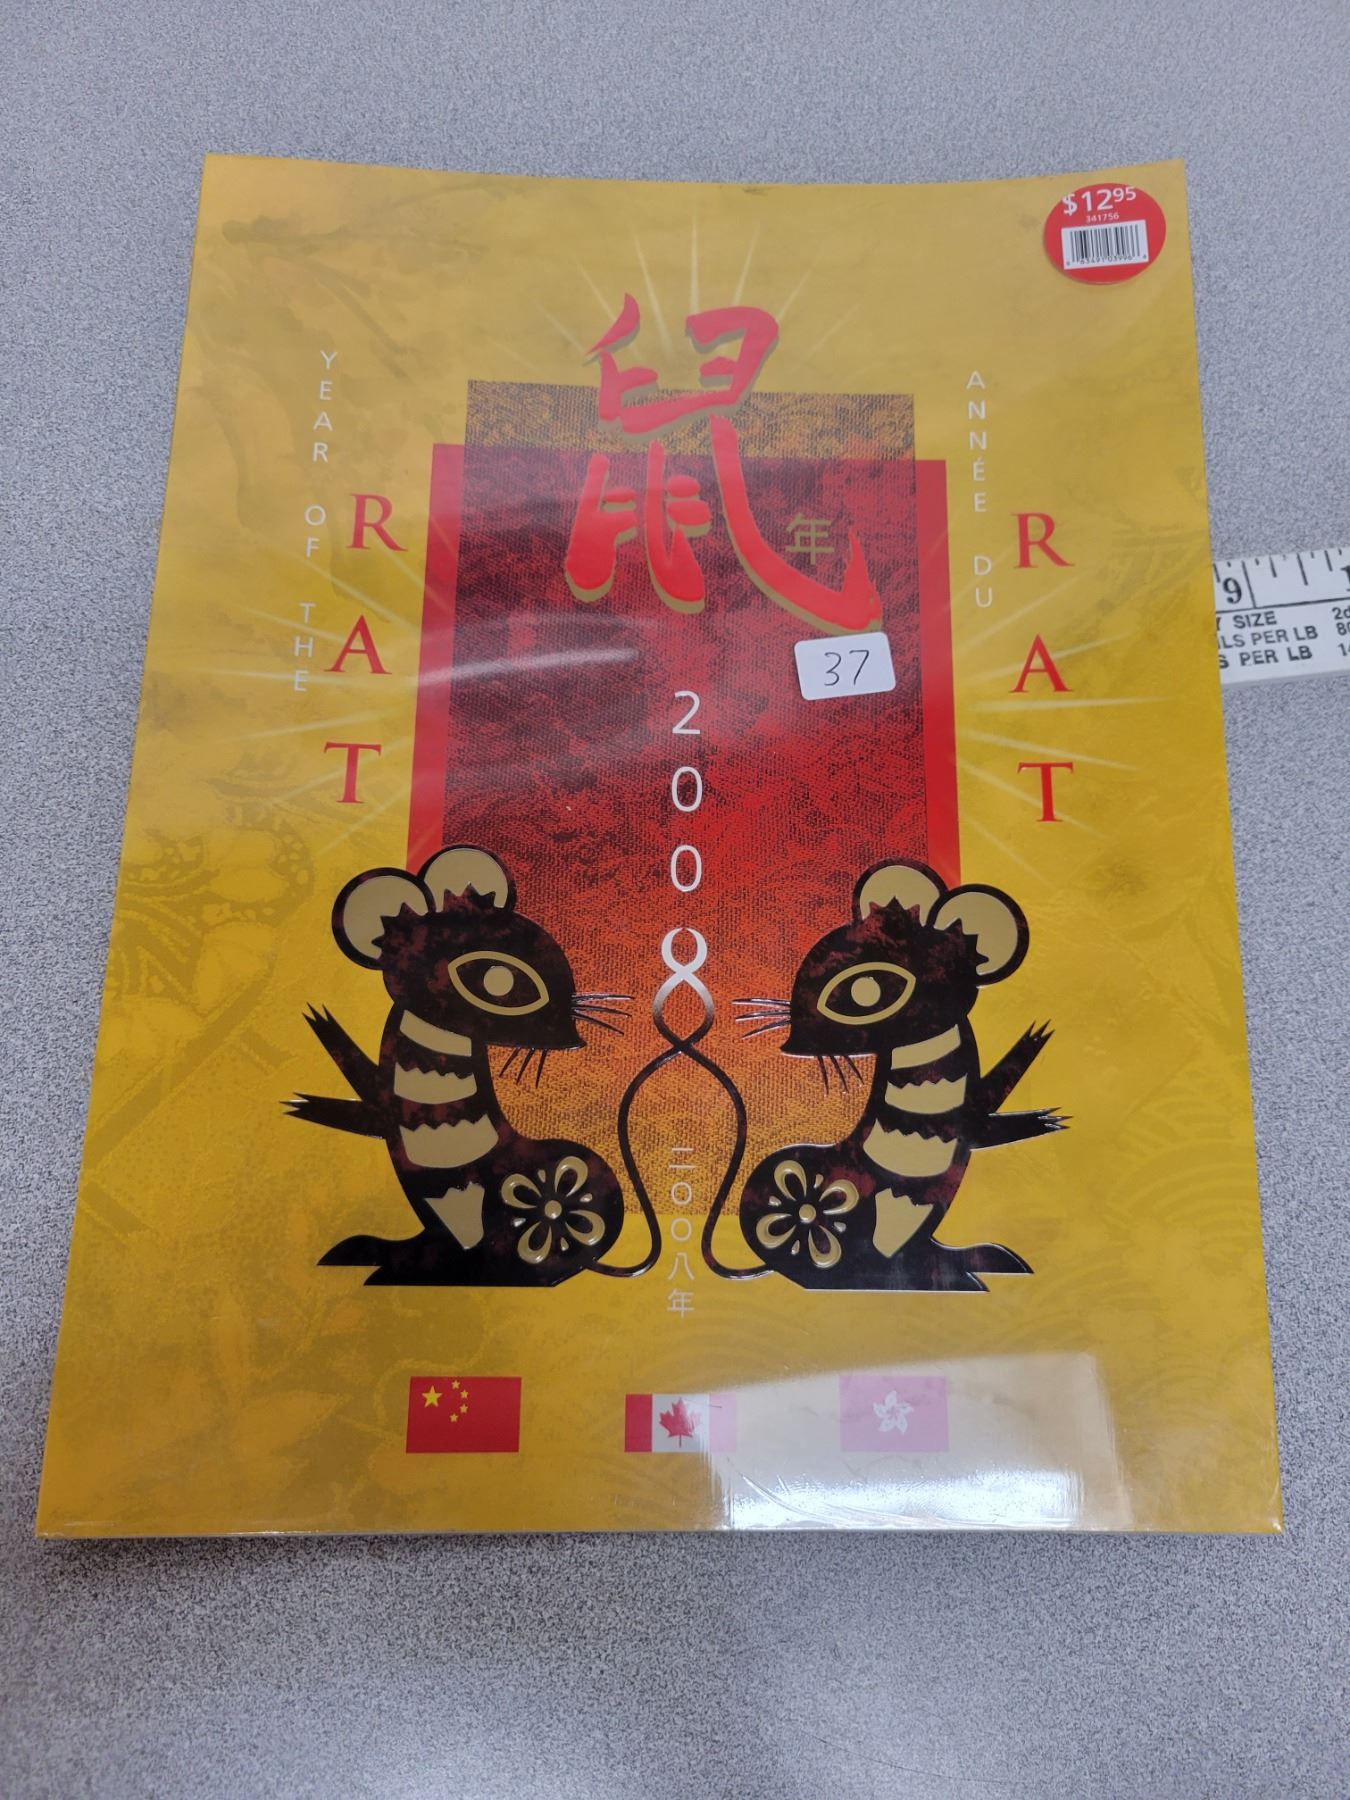 $12.95
341756
鼠
年
YEAR OF THE
RAT
ANNÉE DU
RAT
37
2008
二〇〇八年
9
SIZE
LS PER LB
S PER LB